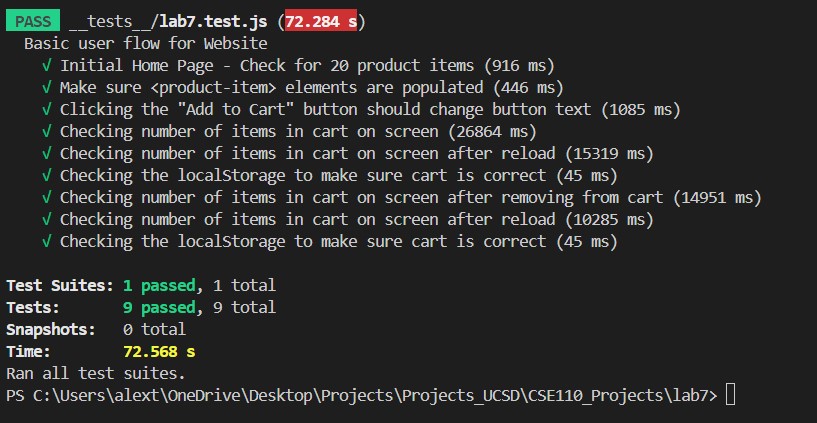 PASS __tests__/lab7.test.js (72.284 s)
Basic user flow for Website
√ Initial Home Page - Check for 20 product items (916 ms)
√ Make sure <product-item> elements are populated (446 ms)
√ Clicking the "Add to Cart" button should change button text (1085 ms)
√ Checking number of items in cart on screen (26864 ms)
√ Checking number of items in cart on screen after reload (15319 ms)
√ Checking the localStorage to make sure cart is correct (45 ms)
√ Checking number of items in cart on screen after removing from cart (14951 ms)
√ Checking number of items in cart on screen after reload (10285 ms)
√ Checking the localStorage to make sure cart is correct (45 ms)
Test Suites: 1 passed, 1 total
Tests: 9 passed, 9 total
Snapshots: 0 total
Time: 72.568 s
Ran all test suites.
PS C:\Users\alext\OneDrive\Desktop\Projects\Projects_UCSD\CSE110_Projects\lab7>